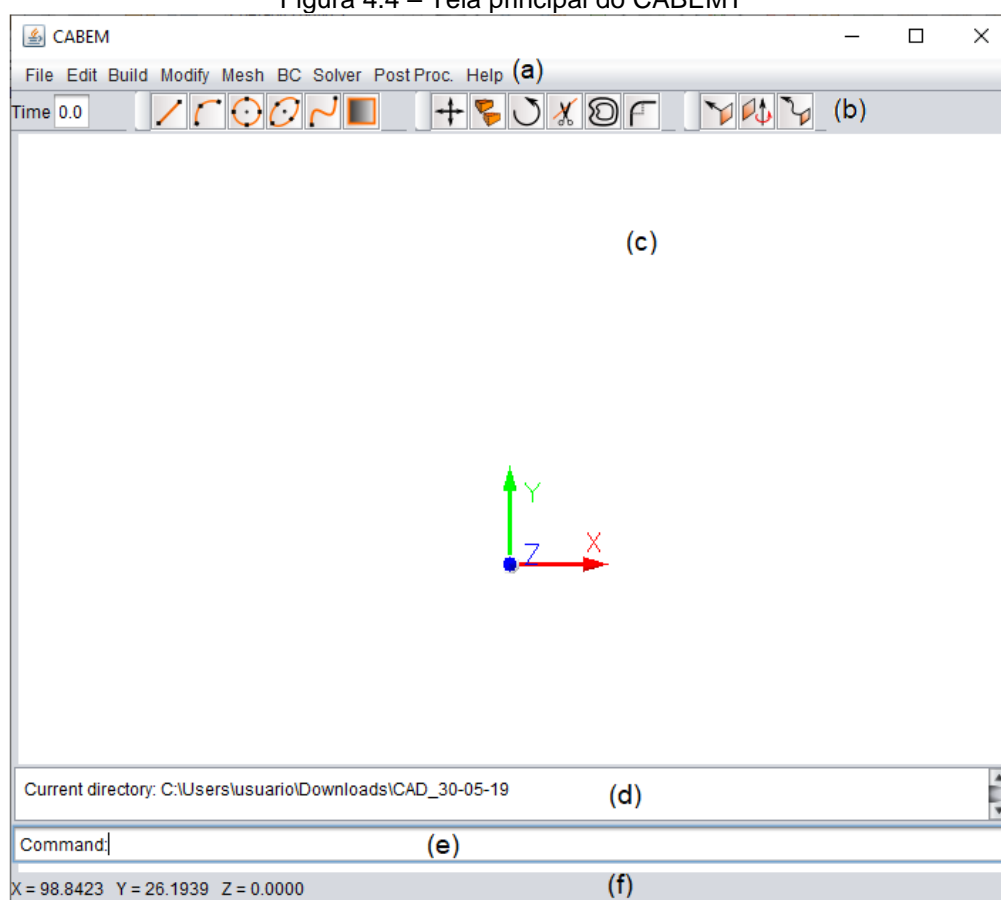 Figura 4.4 – Tela principal do CABEM1
CABEM
File Edit Build Modify Mesh BC Solver Post Proc. Help (a)
Time 0.0 (b)
(c)
Y
Z X
Current directory: C:\Users\usuario\Downloads\CAD_30-05-19 (d)
Command: (e)
X = 98.8423 Y = 26.1939 Z = 0.0000 (f)